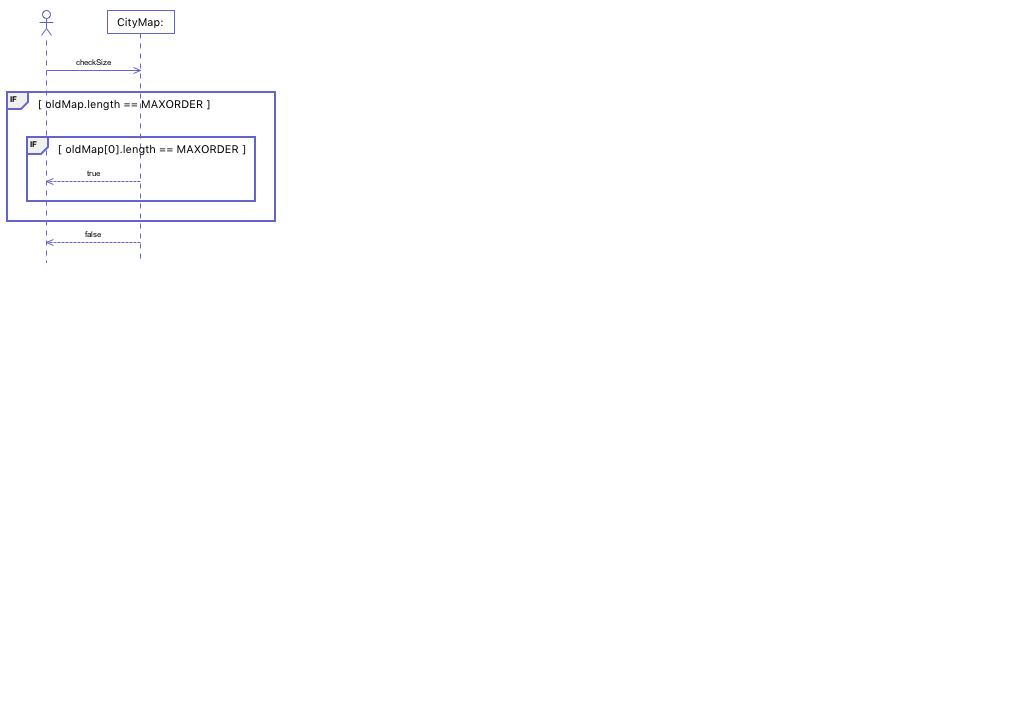 CityMap:
checkSize
IF
[ oldMap.length == MAXORDER ]
IF
[ oldMap[0].length == MAXORDER ]
true
false